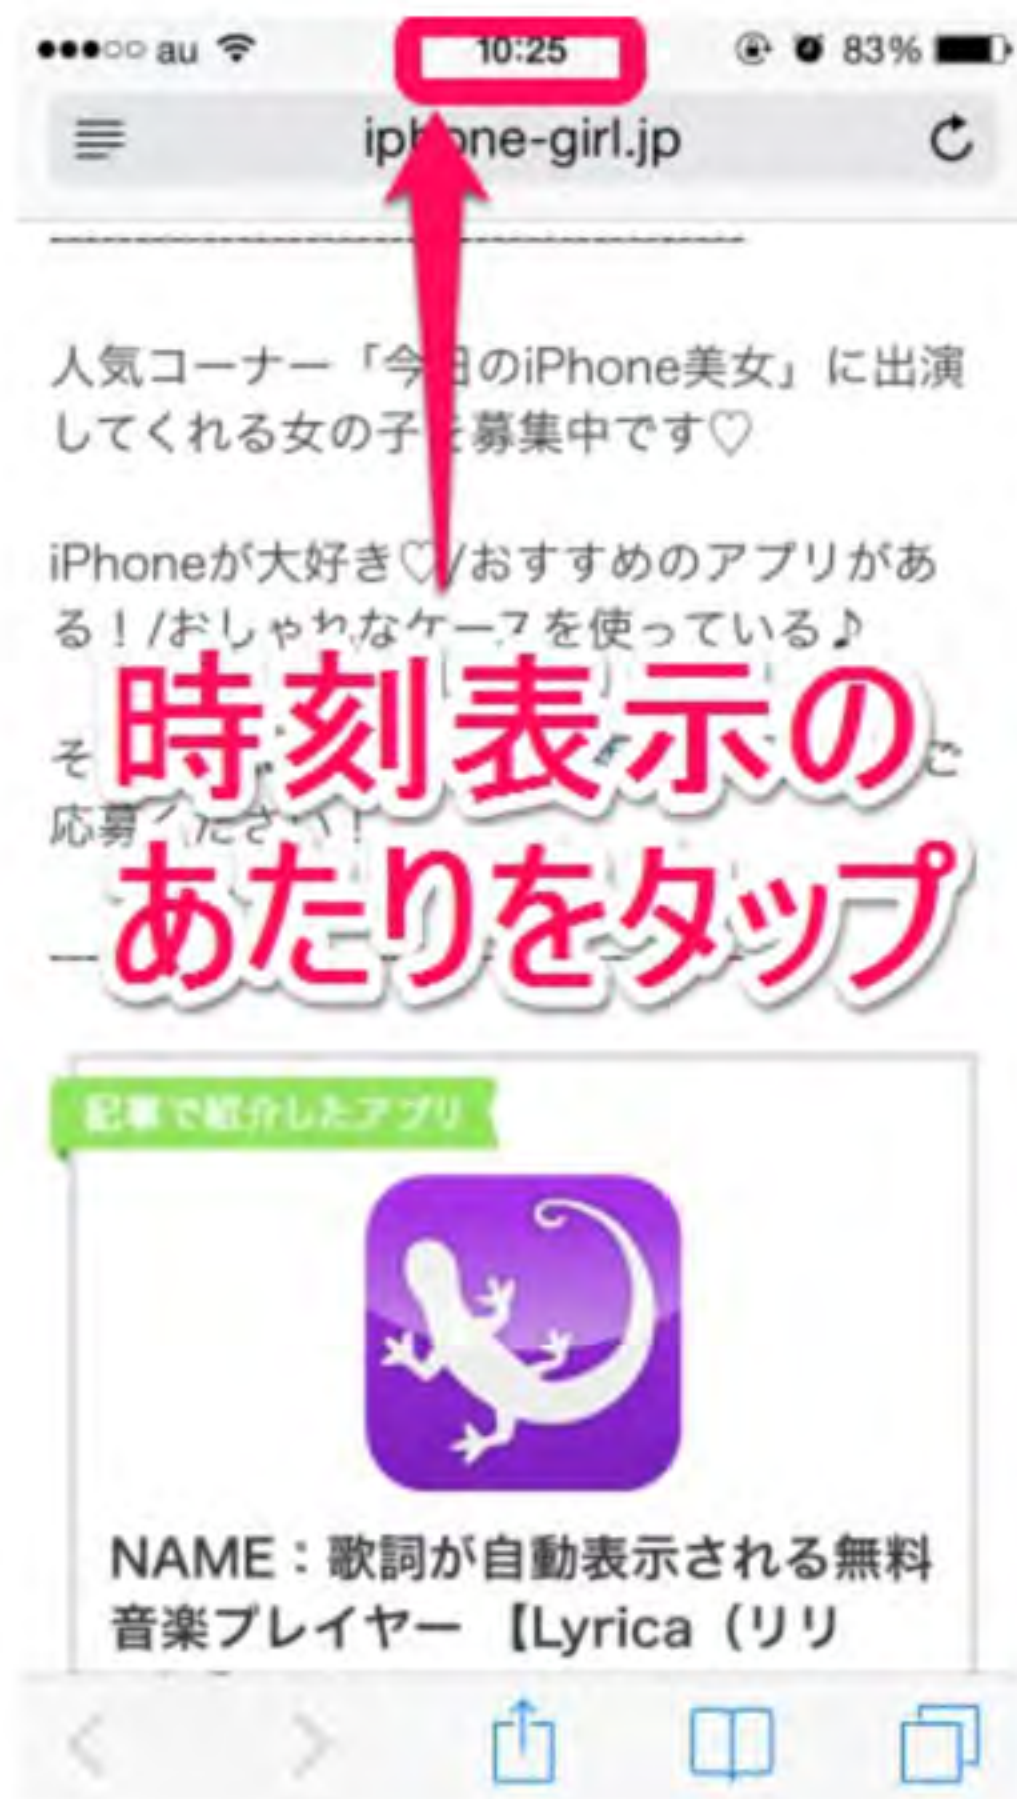 au 10:25 83%
iphone-girl.jp
人気コーナー「今日のiPhone美女」に出演
してくれる女の子を募集中です♡
iPhoneが大好き♡/おすすめのアプリがあ
る！/おしゃれなケースを使っている♪
時刻表示の
あたりをタップ
応募ください！
記事で紹介したアプリ
NAME：歌詞が自動表示される無料
音楽プレイヤー 【Lyrica（リリ